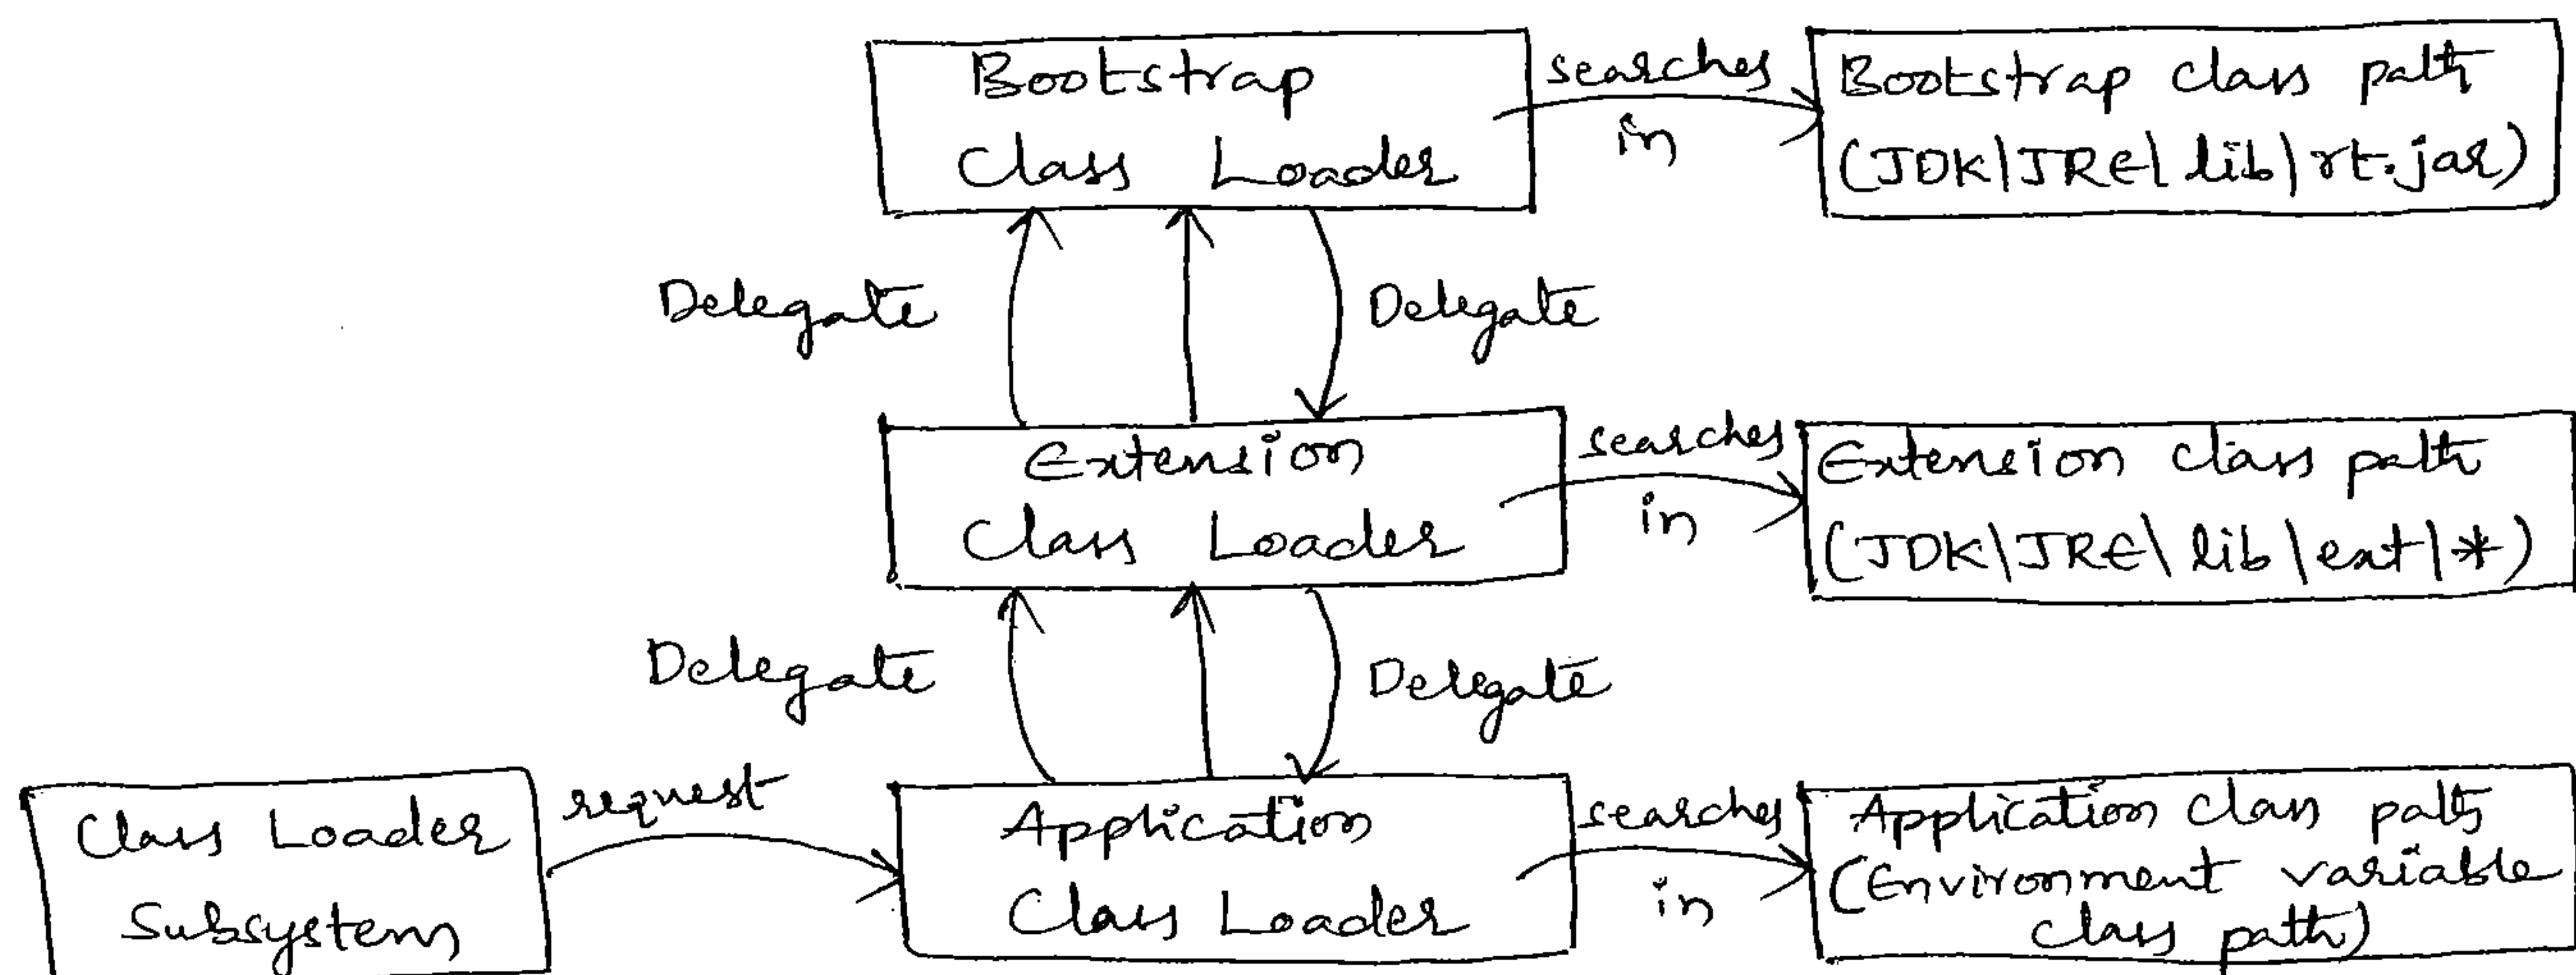 Bootstrap
Class Loader
searches
in
Bootstrap class path
(JDK\JRE\lib\rt.jar)
Delegate
Delegate
Extension
Class Loader
searches
in
Extension class path
(JDK\JRE\lib\ext\*)
Delegate
Delegate
Class Loader
Subsystem
request
Application
Class Loader
searches
in
Application Class path
(Environment variable
class path)